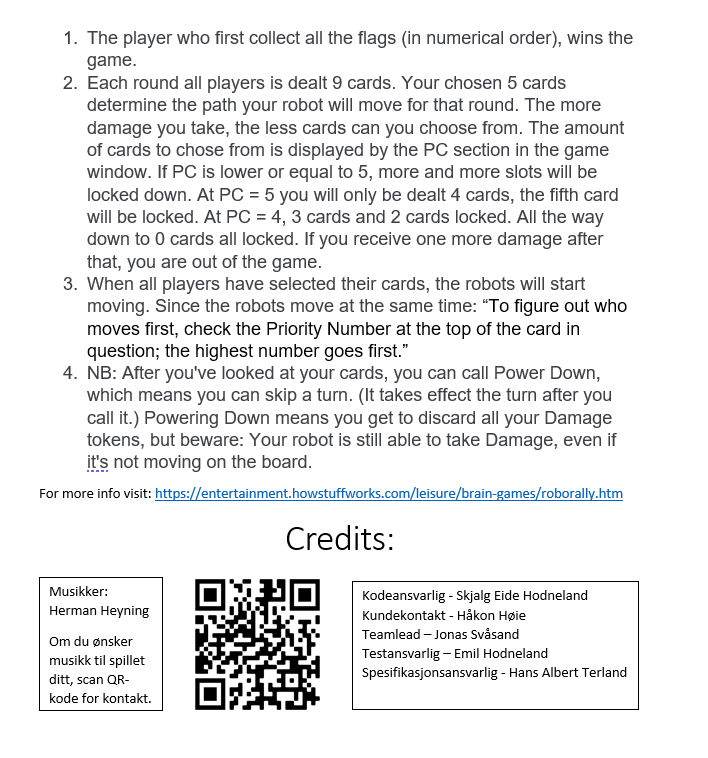 1. The player who first collect all the flags (in numerical order), wins the
game.
2. Each round all players is dealt 9 cards. Your chosen 5 cards
determine the path your robot will move for that round. The more
damage you take, the less cards can you choose from. The amount
of cards to chose from is displayed by the PC section in the game
window. If PC is lower or equal to 5, more and more slots will be
locked down. At PC = 5 you will only be dealt 4 cards, the fifth card
will be locked. At PC = 4, 3 cards and 2 cards locked. All the way
down to 0 cards all locked. If you receive one more damage after
that, you are out of the game.
3. When all players have selected their cards, the robots will start
moving. Since the robots move at the same time: “To figure out who
moves first, check the Priority Number at the top of the card in
question; the highest number goes first.”
4. NB: After you've looked at your cards, you can call Power Down,
which means you can skip a turn. (It takes effect the turn after you
call it.) Powering Down means you get to discard all your Damage
tokens, but beware: Your robot is still able to take Damage, even if
it's not moving on the board.
For more info visit: https://entertainment.howstuffworks.com/leisure/brain-games/roborally.htm
Credits:
Musikker:
Herman Heyning
Om du ønsker
musikk til spillet
ditt, scan QR-
kode for kontakt.
Kodeansvarlig - Skjalg Eide Hodneland
Kundekontakt - Håkon Høie
Teamlead – Jonas Svåsand
Testansvarlig – Emil Hodneland
Spesifikasjonsansvarlig - Hans Albert Terland